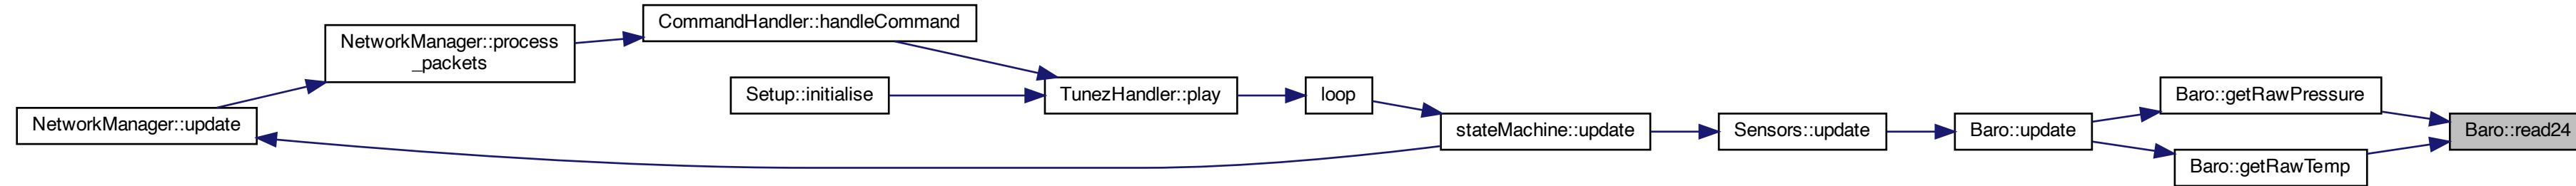 CommandHandler::handleCommand
NetworkManager::process
_packets
NetworkManager::update
Setup::initialise
TunezHandler::play
loop
stateMachine::update
Sensors::update
Baro::update
Baro::getRawPressure
Baro::getRawTemp
Baro::read24